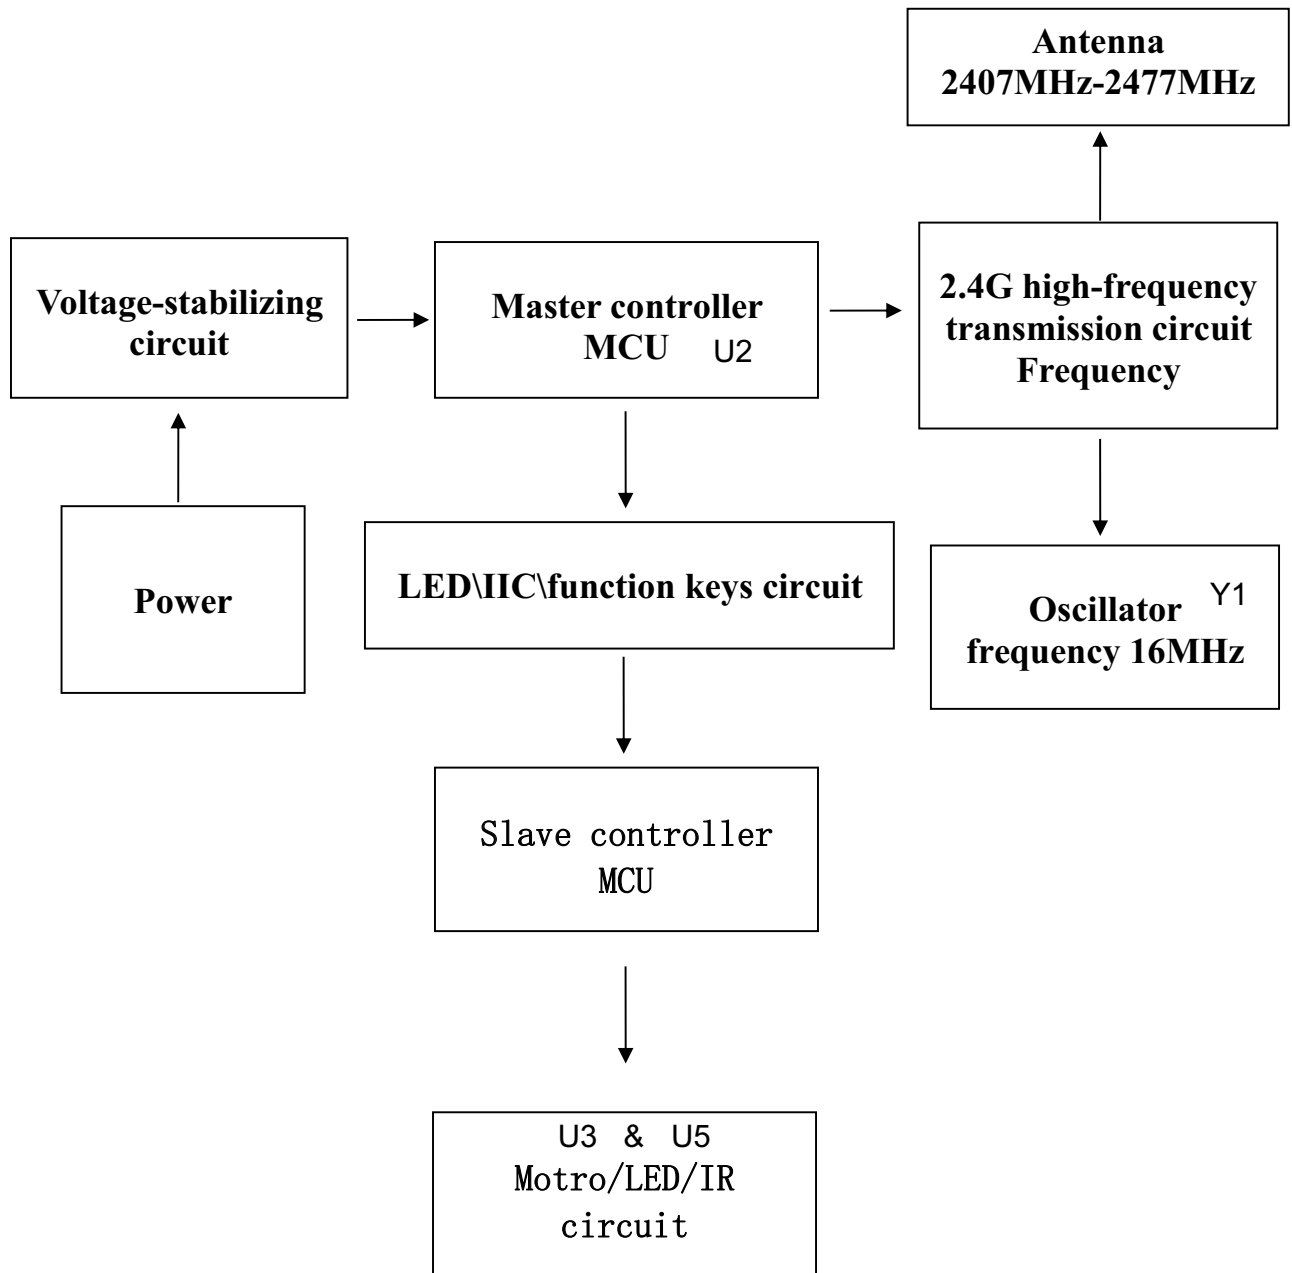 Antenna
2407MHz-2477MHz
Voltage-stabilizing
circuit
Master controller
MCU U2
2.4G high-frequency
transmission circuit
Frequency
Power
LED\IIC\function keys circuit
Oscillator Y1
frequency 16MHz
Slave controller
MCU
U3 & U5
Motro/LED/IR
circuit